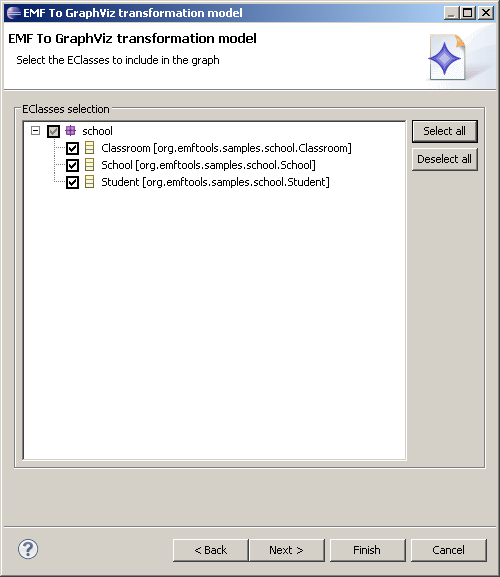 EMF To GraphViz transformation model
EMF To GraphViz transformation model
Select the EClasses to include in the graph
EClasses selection
school
Classroom [org.emftools.samples.school.Classroom]
School [org.emftools.samples.school.School]
Student [org.emftools.samples.school.Student]
Select all
Deselect all
?
< Back
Next >
Finish
Cancel